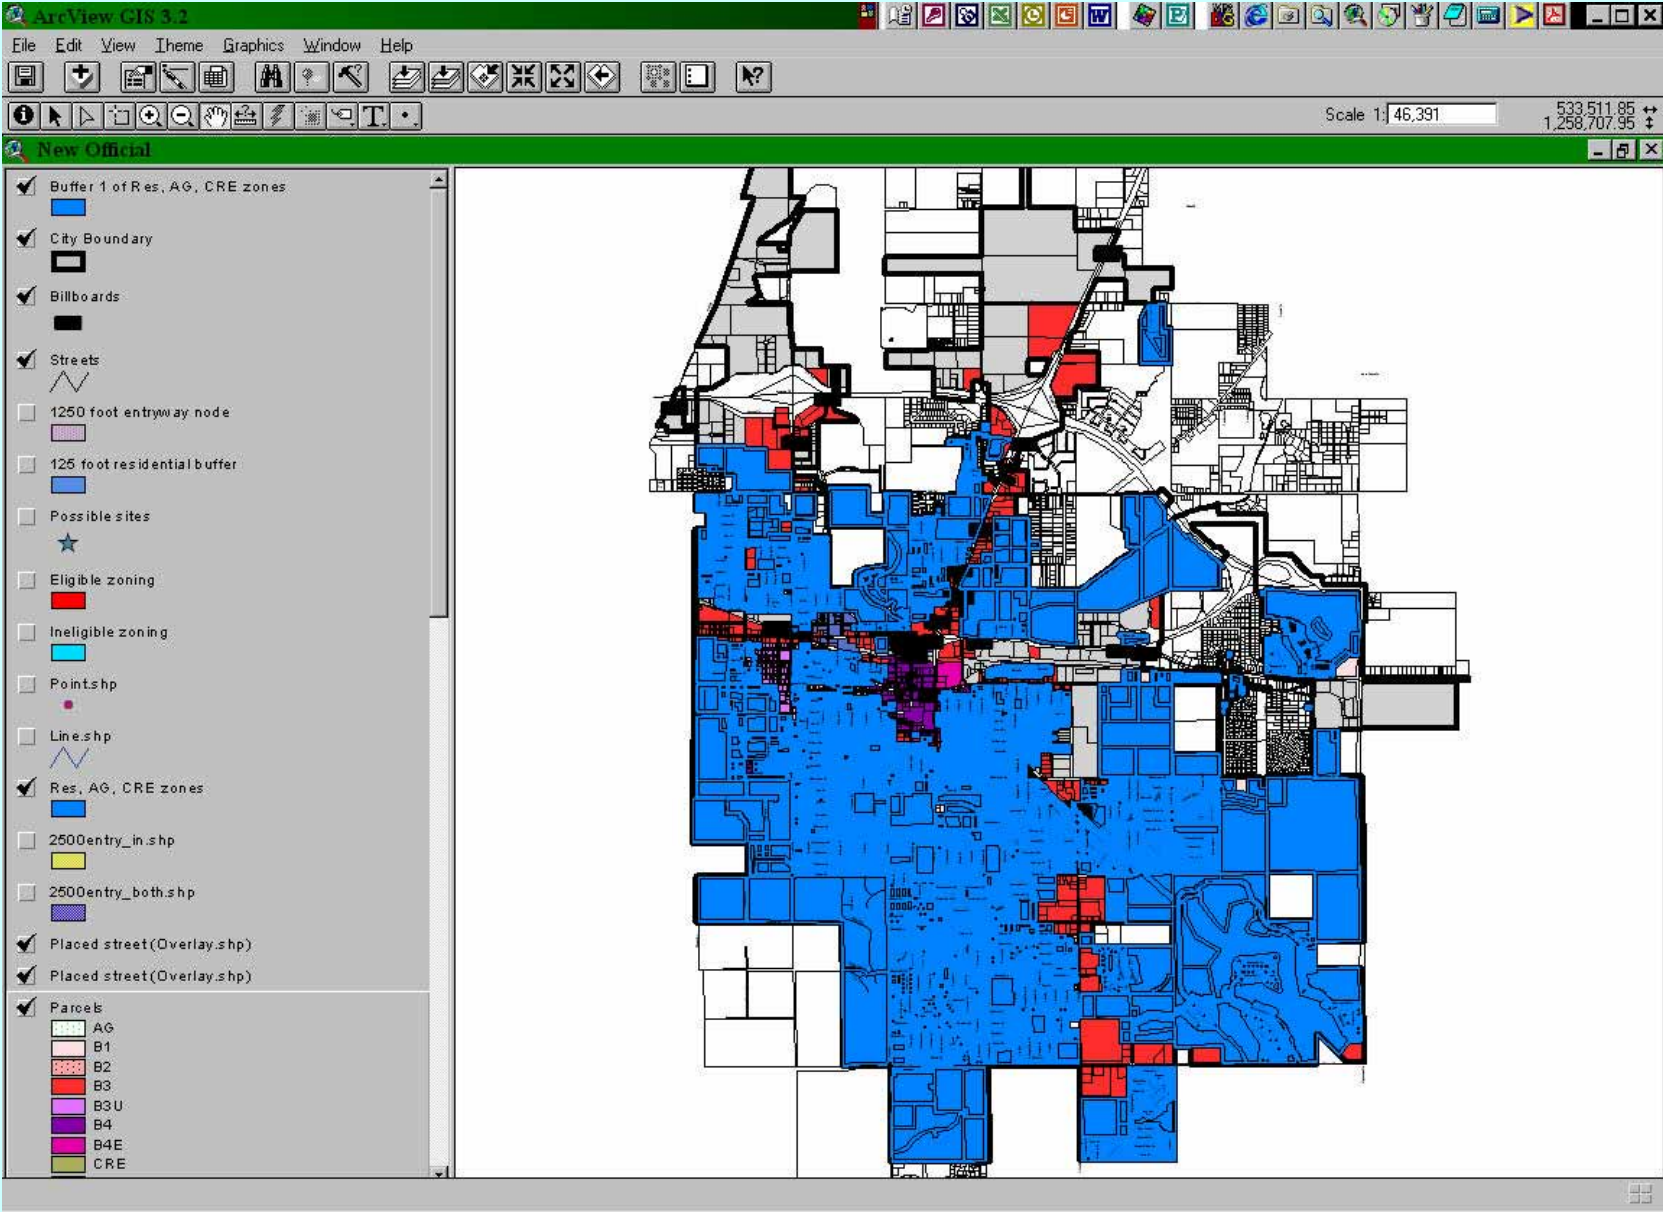 ArcView GIS 3.2
File Edit View Theme Graphics Window Help
Scale 1: 46,391
533,511.85
1,258,707.95
New Official
Buffer 1 of Res, AG, CRE zones
City Boundary
Billboards
Streets
1250 foot entryway node
125 foot residential buffer
Possible sites
Eligible zoning
Ineligible zoning
Point.shp
Line.shp
Res, AG, CRE zones
2500entry_in.shp
2500entry_both.shp
Placed street(Overlay.shp)
Placed street(Overlay.shp)
Parcels
AG
B1
B2
B3
B3U
B4
B4E
CRE